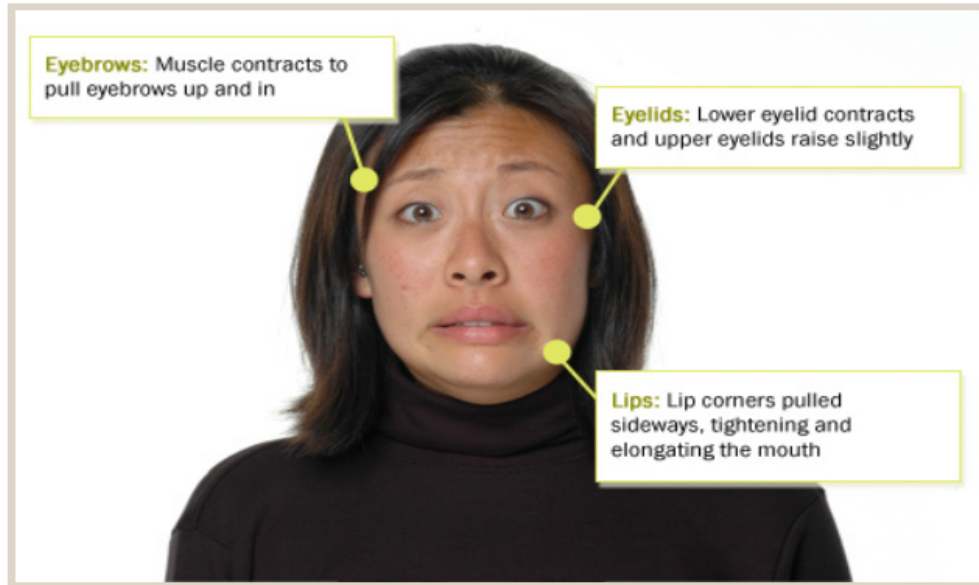 Eyebrows: Muscle contracts to
pull eyebrows up and in
Eyelids: Lower eyelid contracts
and upper eyelids raise slightly
Lips: Lip corners pulled
sideways, tightening and
elongating the mouth